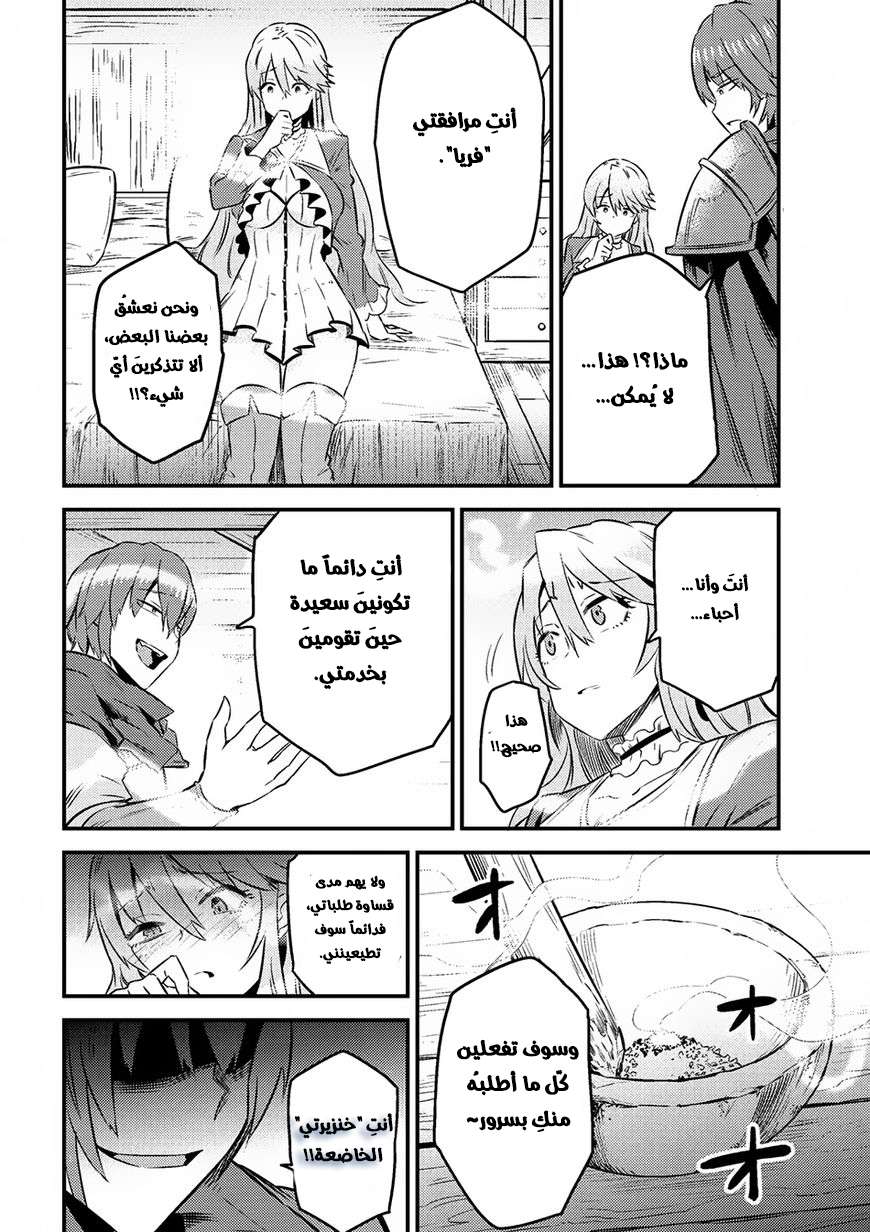 ماذا؟! هذا...
لا يُمكن...
أنتِ مرافقتي
"فريا".
ونحن نعشقُ
بعضنا البعض،
ألا تتذكرينَ أيّ
شيء؟!!
أنتَ وأنا...
أحباء...
هذا
صحيح!!
أنتِ دائماً ما
تكونينَ سعيدة
حينَ تقومينَ
بخدمتي.
وسوف تفعلين
كلّ ما أطلبهُ
منكِ بسرور~
ولا يهم مدى
قساوة طلباتي،
فدائماً سوف
تطيعينني.
أنتِ "خنزيرتي"
الخاضعة!!